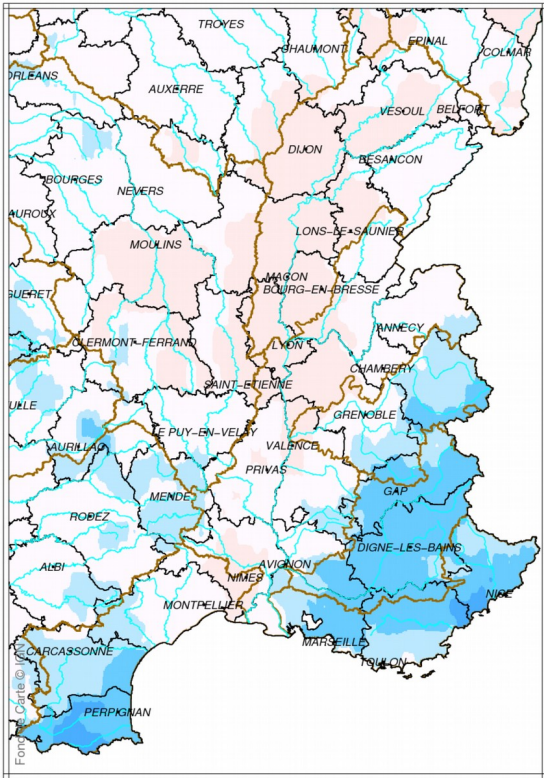 TROYES
EPINAL
CHAUMONT
COLMAR
ORLEANS
AUXERRE
VESOUL
BELFORT
DIJON
BESANCON
BOURGES
NEVERS
AUROUX
LONS-LE-SAUNIER
MOULINS
MACON
BOURG-EN-BRESSE
GUERET
ANNECY
CLERMONT-FERRAND
LYON
CHAMBERY
SAINT-ETIENNE
ULLE
GRENOBLE
LE PUY-EN-VELAY
AURILLAC
VALENCE
PRIVAS
GAP
MENDE
RODEZ
DIGNE-LES-BAINS
AVIGNON
ALBI
NIMES
NICE
MONTPELLIER
MARSEILLE
CARCASSONNE
TOULON
PERPIGNAN
Fond de Carte © IGN